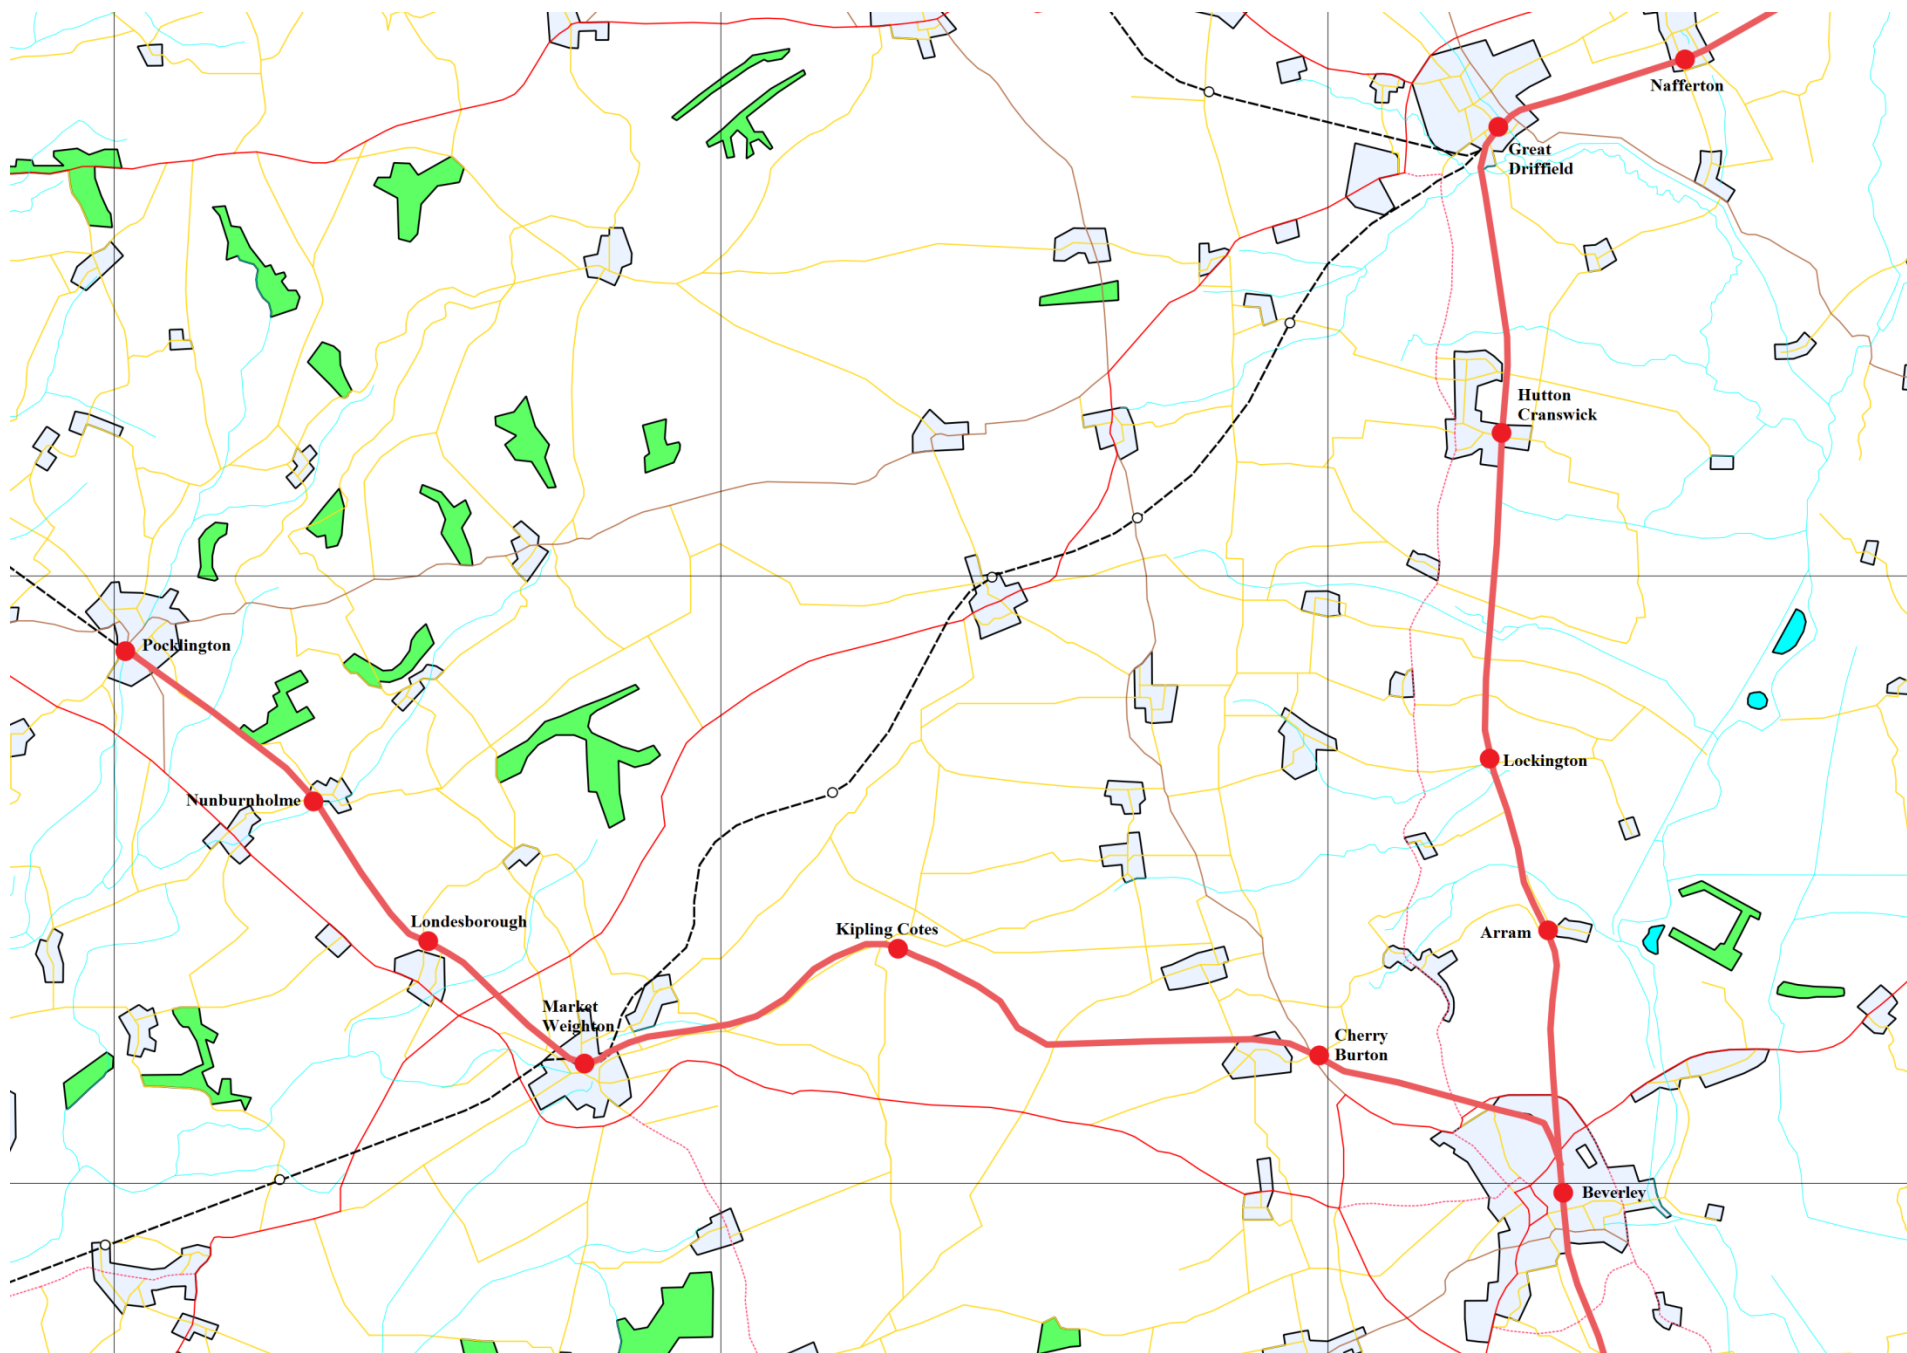 Nafferton
Great
Driffield
Hutton
Cranswick
Pocklington
Lockington
Nunburnholme
Londesborough
Kipling Cotes
Arram
Market
Weighton
Cherry
Burton
Beverley